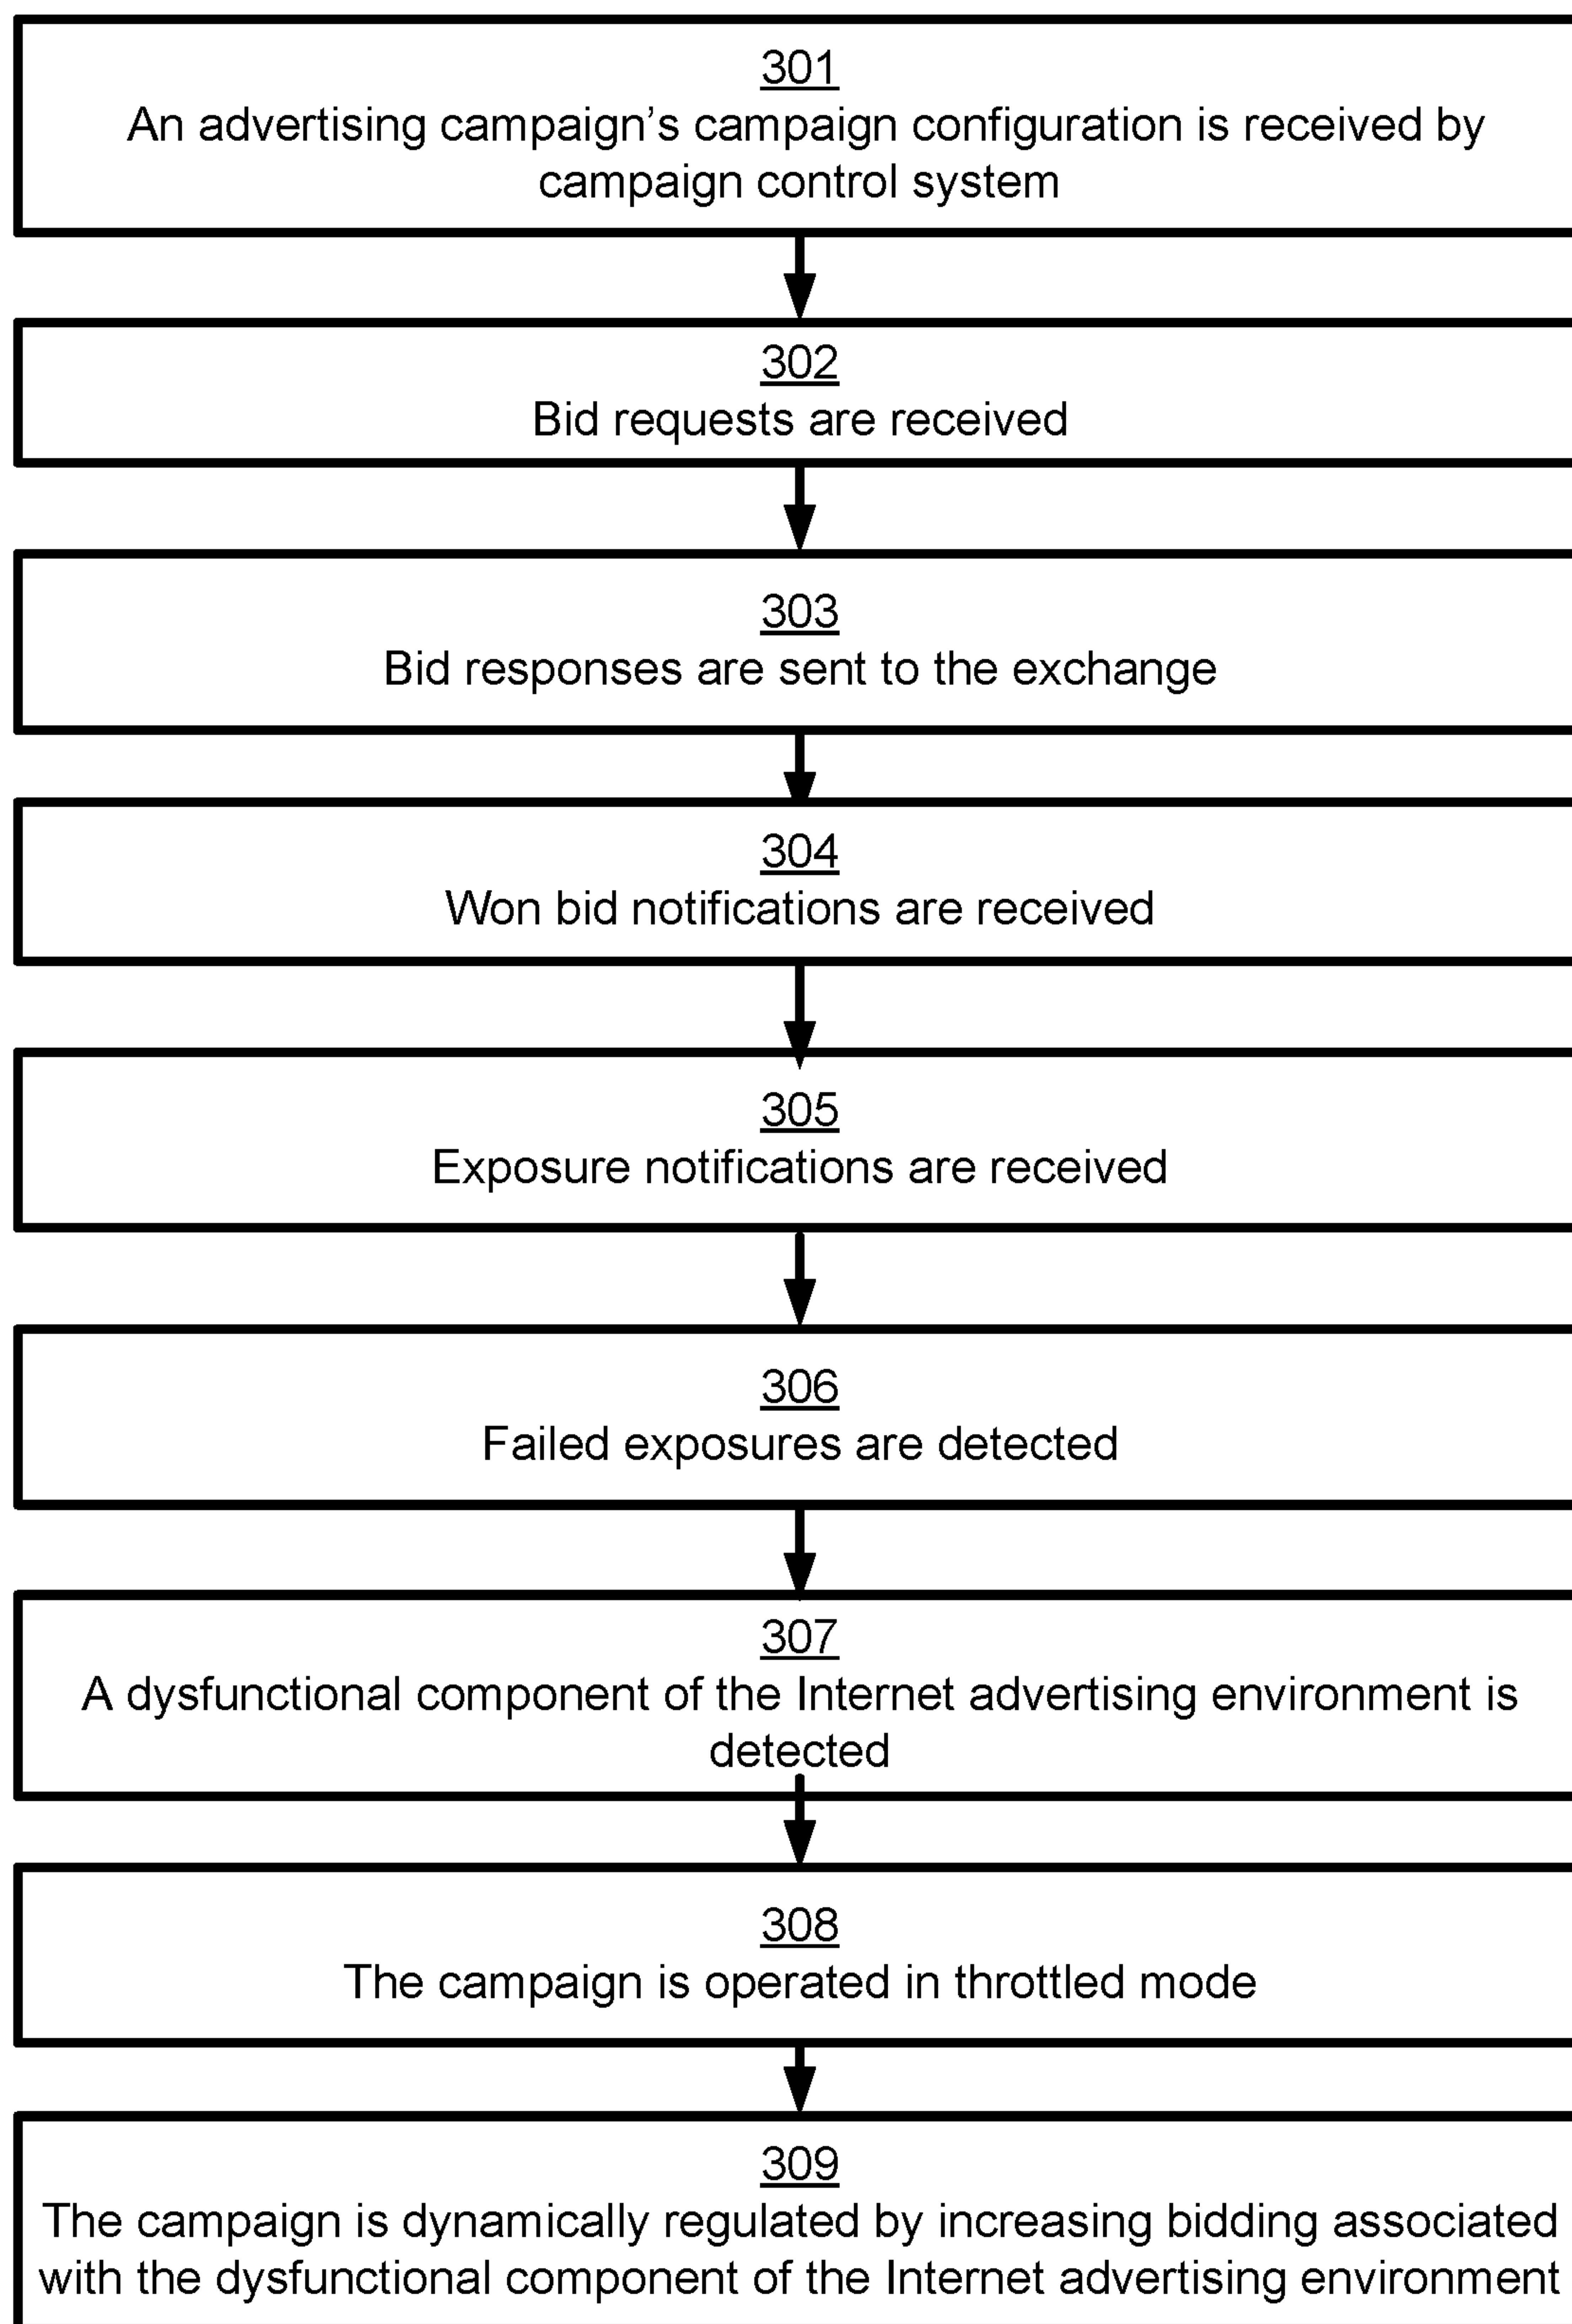 301
An advertising campaign’s campaign configuration is received by
campaign control system
302
Bid requests are received
303
Bid responses are sent to the exchange
304
Won bid notifications are received
305
Exposure notifications are received
306
Failed exposures are detected
307
A dysfunctional component of the Internet advertising environment is
detected
308
The campaign is operated in throttled mode
309
The campaign is dynamically regulated by increasing bidding associated
with the dysfunctional component of the Internet advertising environment